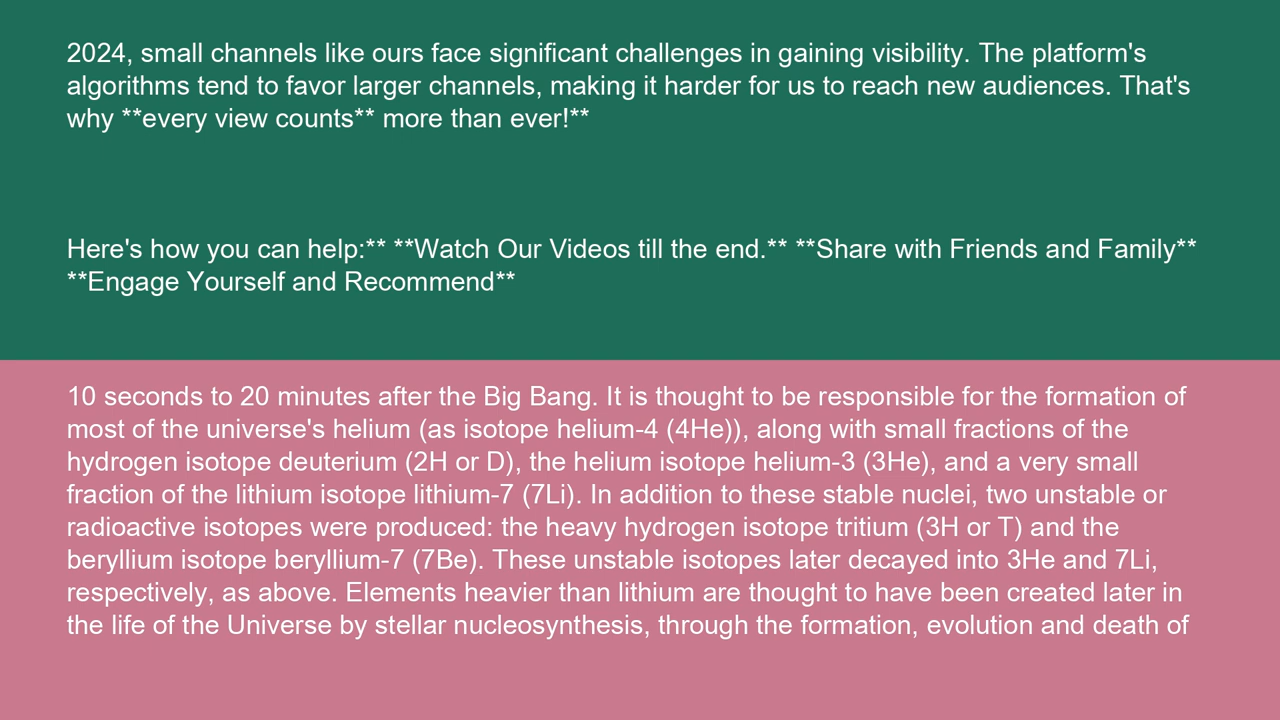 2024, small channels like ours face significant challenges in gaining visibility. The platform's
algorithms tend to favor larger channels, making it harder for us to reach new audiences. That's
why **every view counts** more than ever!**
Here's how you can help:** **Watch Our Videos till the end.** **Share with Friends and Family**
**Engage Yourself and Recommend**
10 seconds to 20 minutes after the Big Bang. It is thought to be responsible for the formation of
most of the universe's helium (as isotope helium-4 (4He)), along with small fractions of the
hydrogen isotope deuterium (2H or D), the helium isotope helium-3 (3He), and a very small
fraction of the lithium isotope lithium-7 (7Li). In addition to these stable nuclei, two unstable or
radioactive isotopes were produced: the heavy hydrogen isotope tritium (3H or T) and the
beryllium isotope beryllium-7 (7Be). These unstable isotopes later decayed into 3He and 7Li,
respectively, as above. Elements heavier than lithium are thought to have been created later in
the life of the Universe by stellar nucleosynthesis, through the formation, evolution and death of